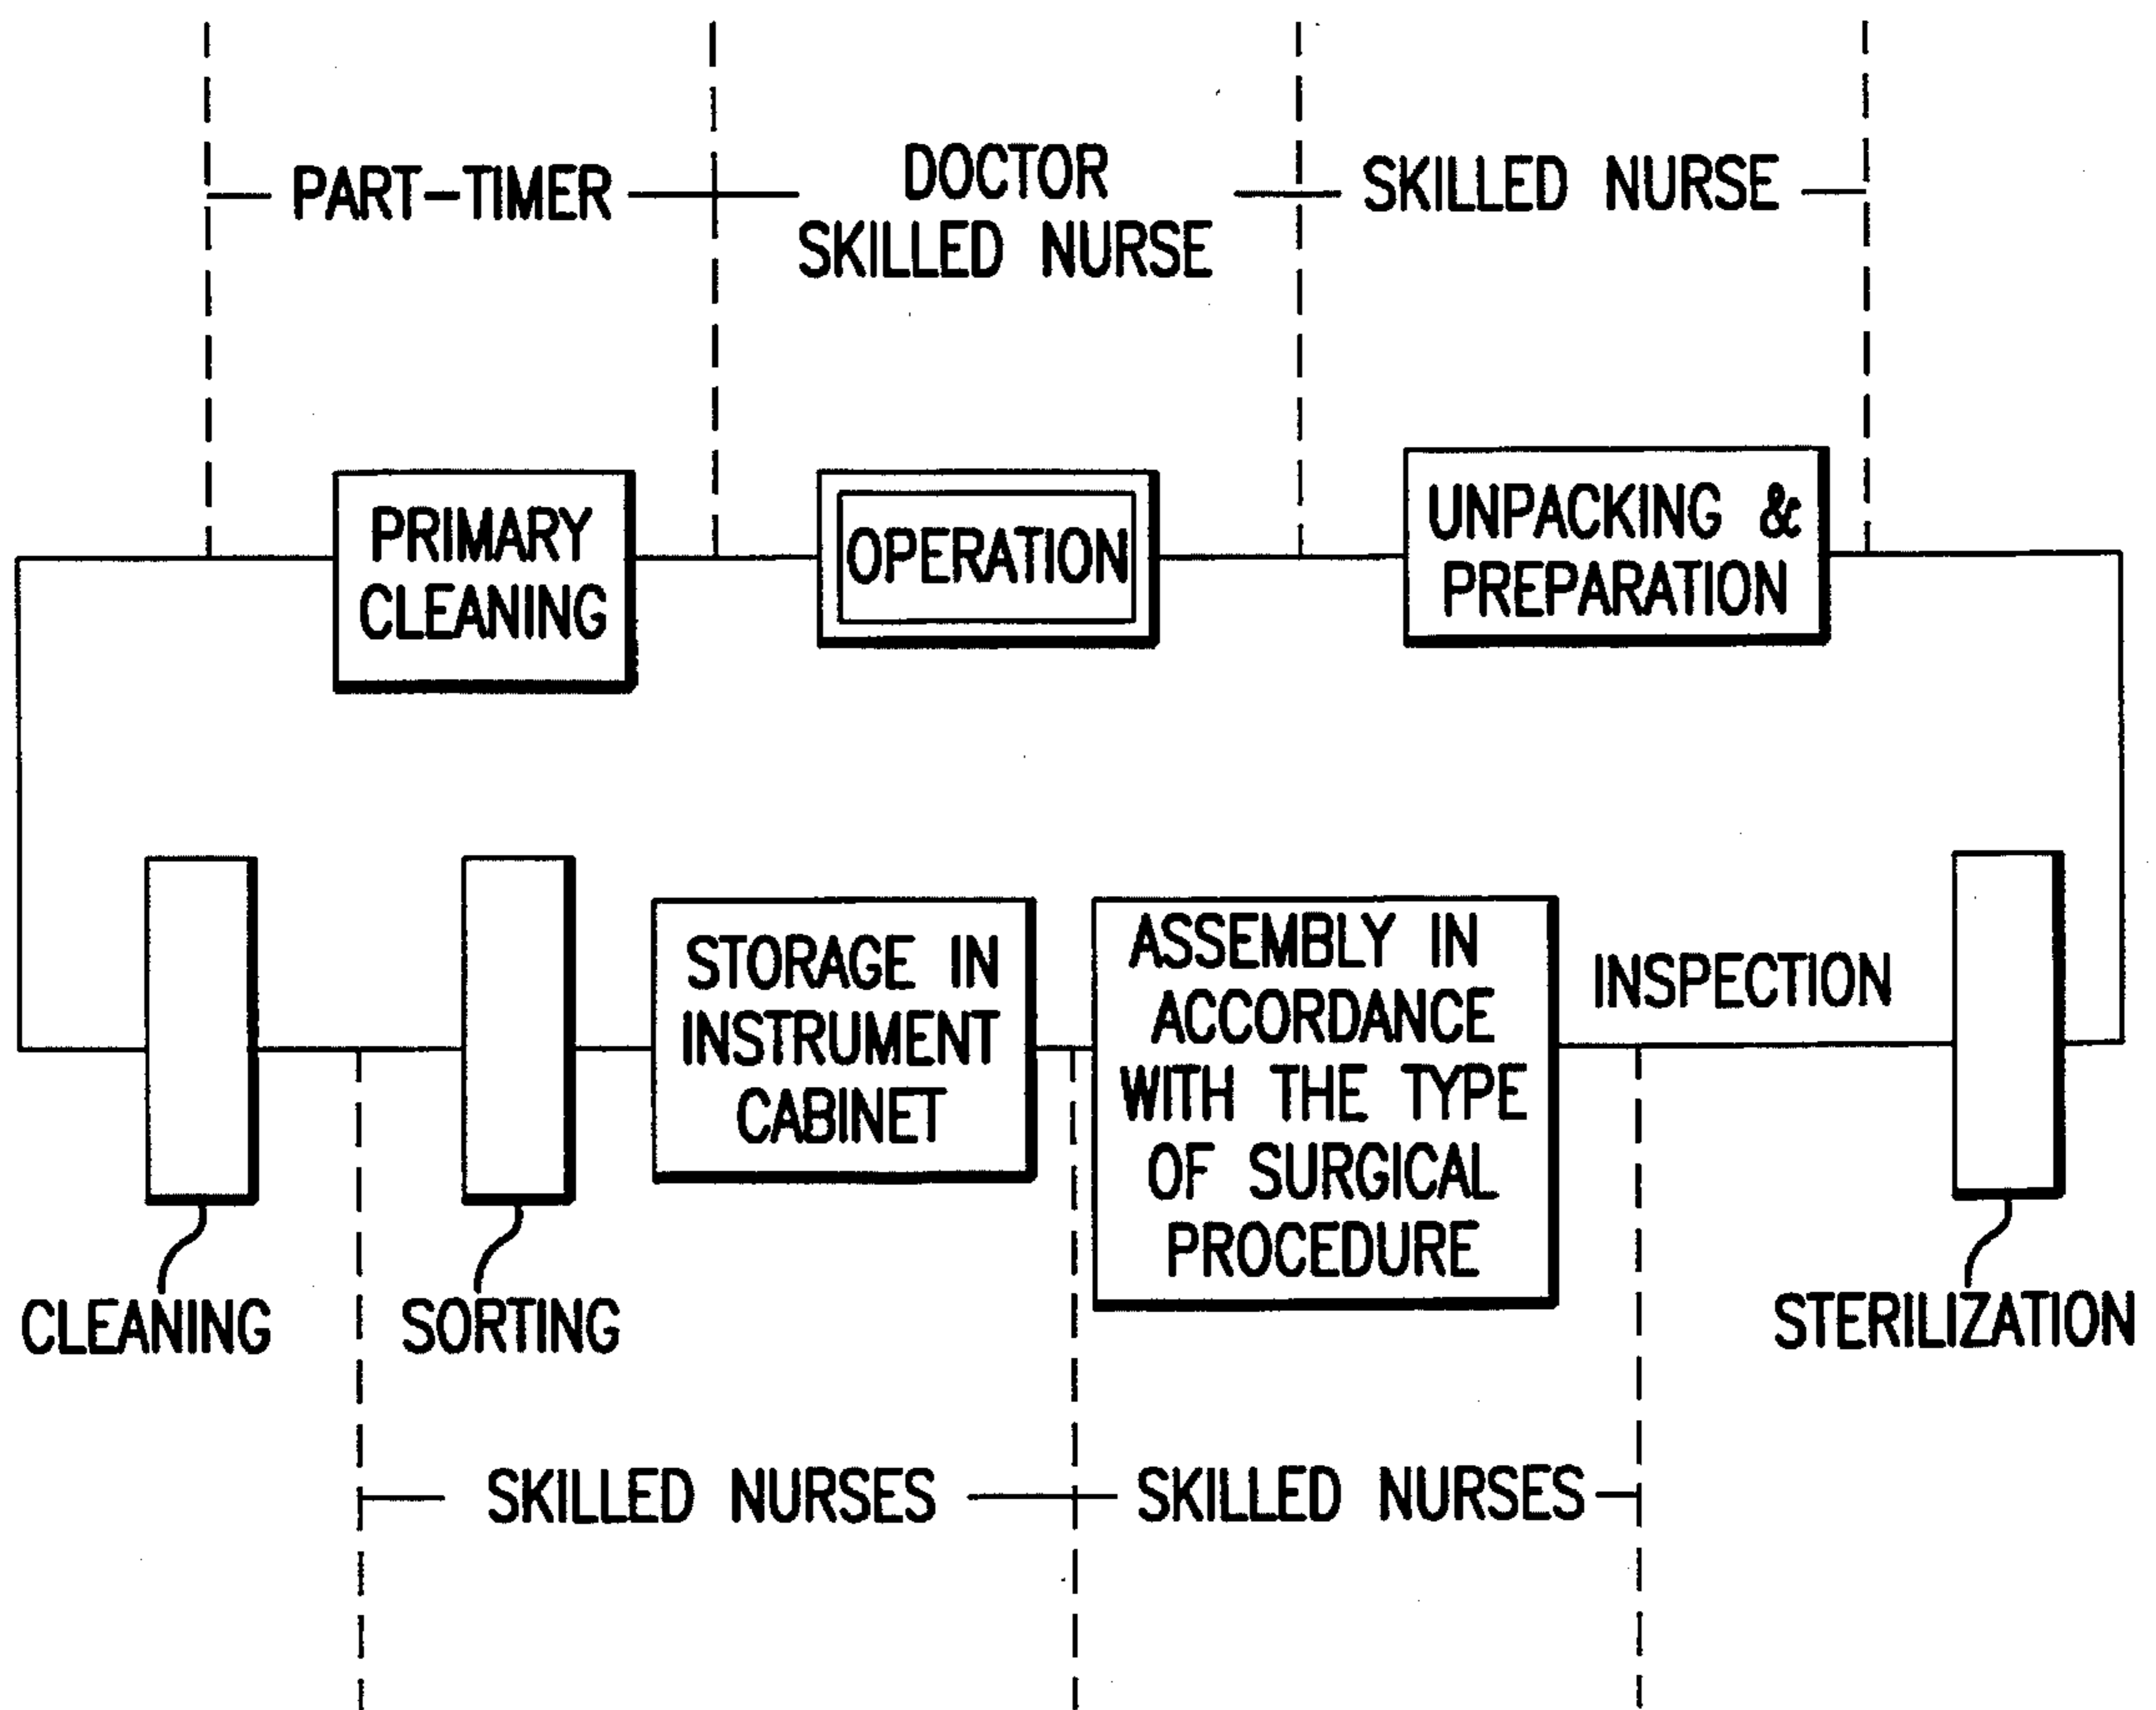 PART-TIMER
DOCTOR
SKILLED NURSE
SKILLED NURSE
PRIMARY
CLEANING
OPERATION
UNPACKING &
PREPARATION
STORAGE IN
INSTRUMENT
CABINET
ASSEMBLY IN
ACCORDANCE
WITH THE TYPE
OF SURGICAL
PROCEDURE
INSPECTION
CLEANING
SORTING
STERILIZATION
SKILLED NURSES
SKILLED NURSES